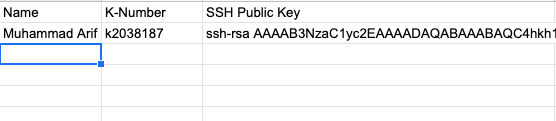 Name K-Number SSH Public Key
Muhammad Arif k2038187 ssh-rsa AAAAB3NzaC1yc2EAAAADAQABAAABAQC4hkh1